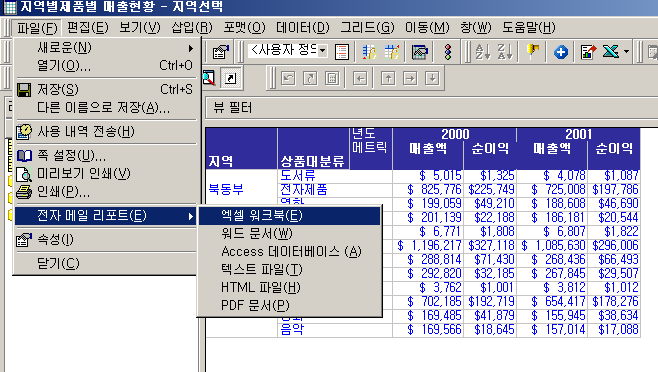 지역별제품별 매출현황 - 지역선택
파일(F) 편집(E) 보기(V) 삽입(R) 포맷(O) 데이터(D) 그리드(G) 이동(M) 창(W) 도움말(H)
새로운(N)
열기(O)... Ctrl+O
저장(S) Ctrl+S
다른 이름으로 저장(A)...
사용 내역 전송(H)
쪽 설정(U)...
미리보기 인쇄(V)
인쇄(P)...
전자 메일 리포트(E)
속성(I)
닫기(C)
엑셀 워크북(E)
워드 문서(W)
Access 데이터베이스 (A)
텍스트 파일(T)
HTML 파일(H)
PDF 문서(P)
<사용자 정의
뷰 필터
년도 2000 2001
메트릭 매출액 순이익 매출액 순이익
지역 상품대분류
도서류 $ 5,015 $1,325 $ 4,078 $1,087
북동부 전자제품 $ 825,776 $225,749 $ 725,008 $197,786
영화 $ 199,059 $49,210 $ 188,608 $46,690
$ 201,139 $22,188 $ 186,181 $20,544
$ 6,771 $1,808 $ 6,807 $1,822
$ 1,196,217 $327,118 $ 1,085,630 $296,006
$ 288,814 $71,430 $ 268,436 $66,493
$ 292,820 $32,185 $ 267,845 $29,507
$ 3,762 $1,001 $ 3,812 $1,012
$ 702,185 $192,719 $ 654,417 $178,276
$ 169,485 $41,879 $ 155,945 $38,634
음악 $ 169,566 $18,645 $ 157,014 $17,088